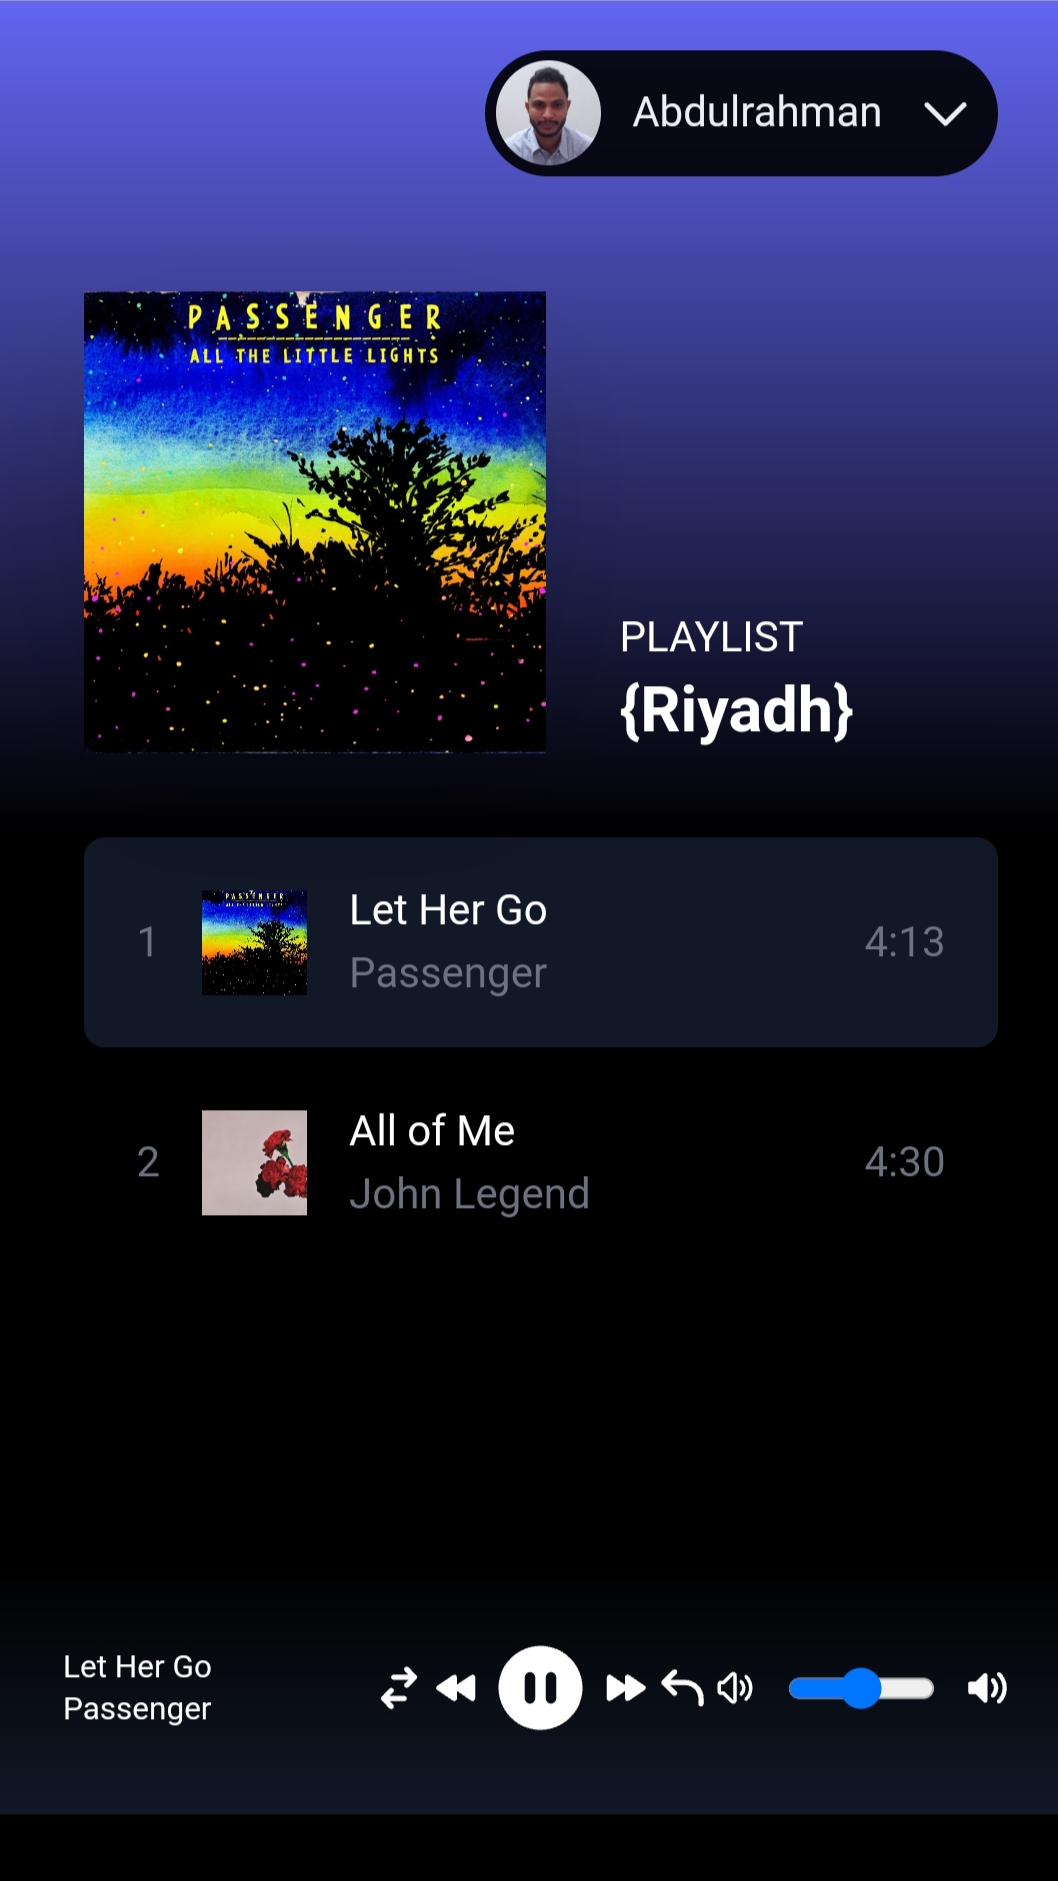 Abdulrahman
PASSENGER
ALL THE LITTLE LIGHTS
PLAYLIST
{Riyadh}
1
PASSENGER
Let Her Go
Passenger
4:13
2
All of Me
John Legend
4:30
Let Her Go
Passenger